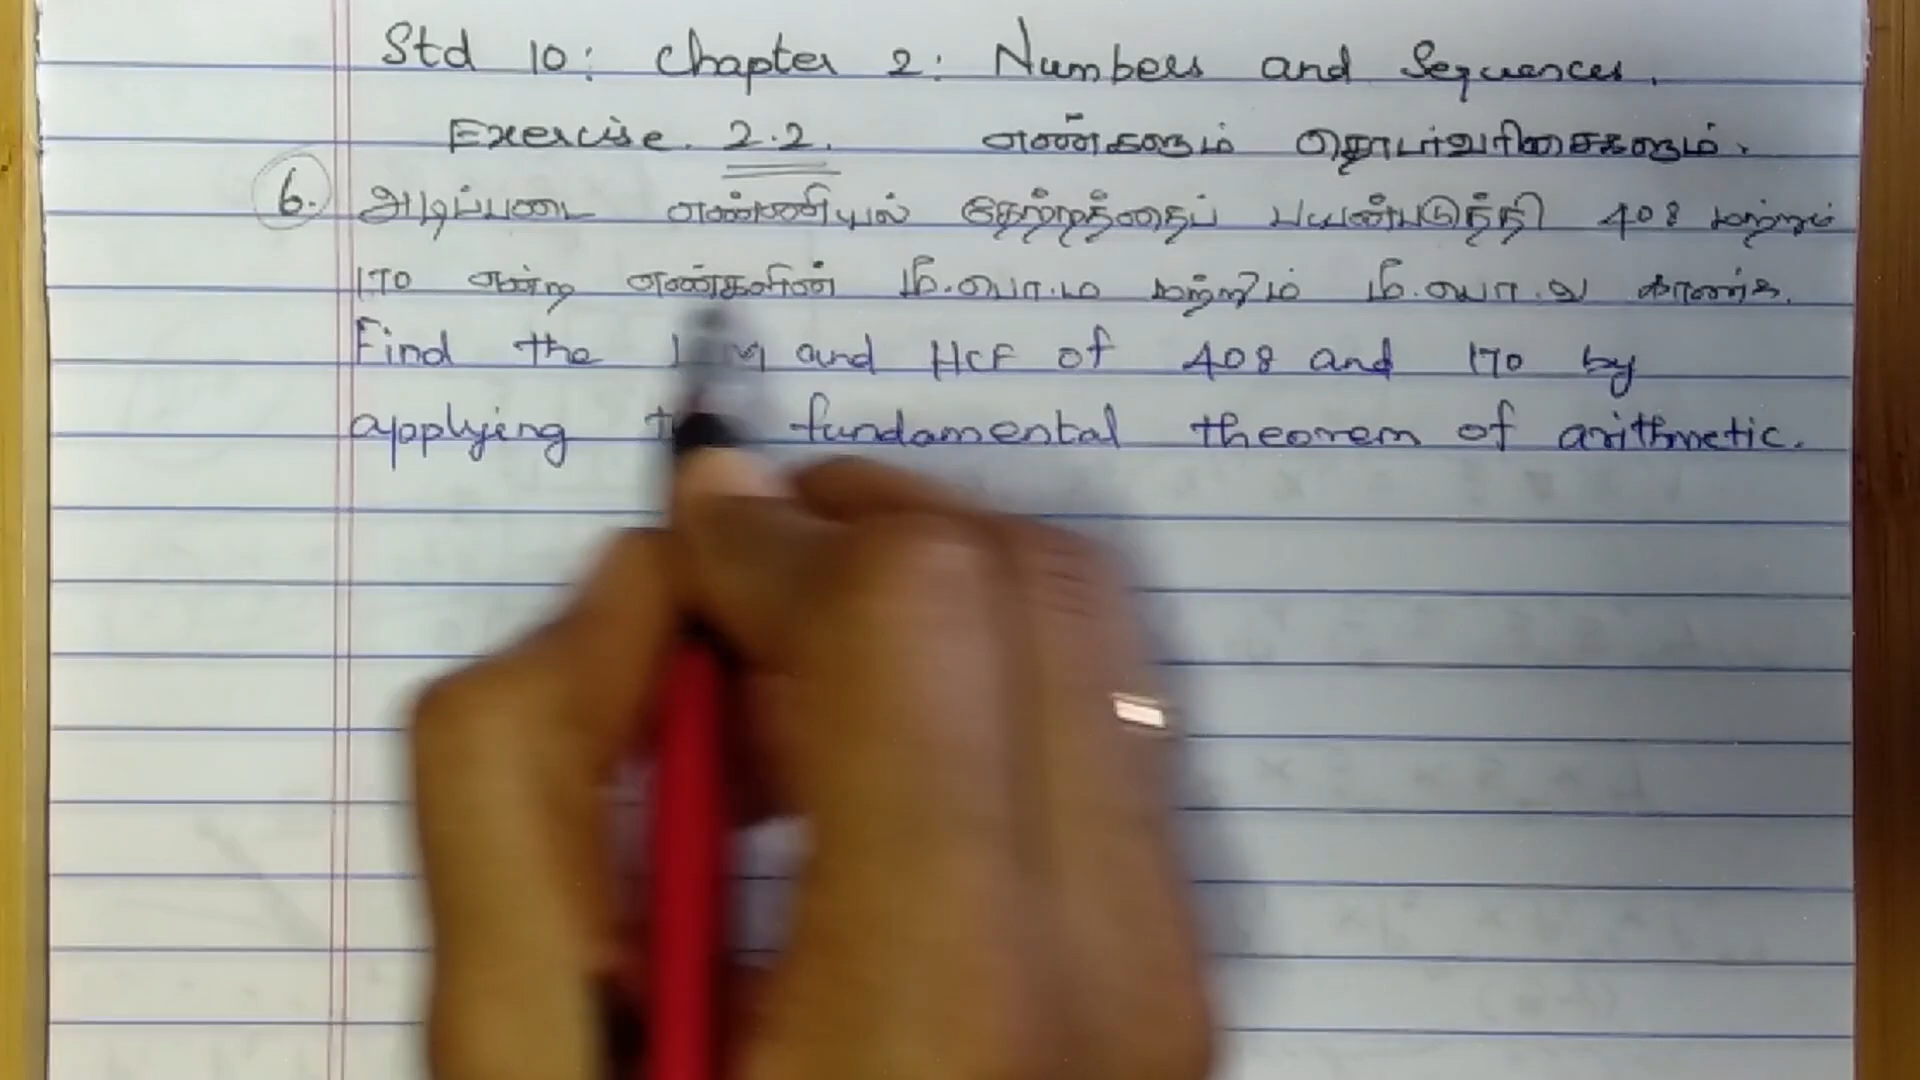 Std 10: Chapter 2: Numbers and Sequences.
Exercise. 2.2. எண்களும் தொடர்வரிசைகளும்.
6. அடிப்படை எண்ணியல் தேற்றத்தைப் பயன்படுத்தி 408 மற்றும்
170 என்ற எண்களின் மீ.பொ.ம மற்றும் மீ.பொ.வ காண்க.
Find the and HCF of 408 and 170 by
applying fundamental theorem of arithmetic.